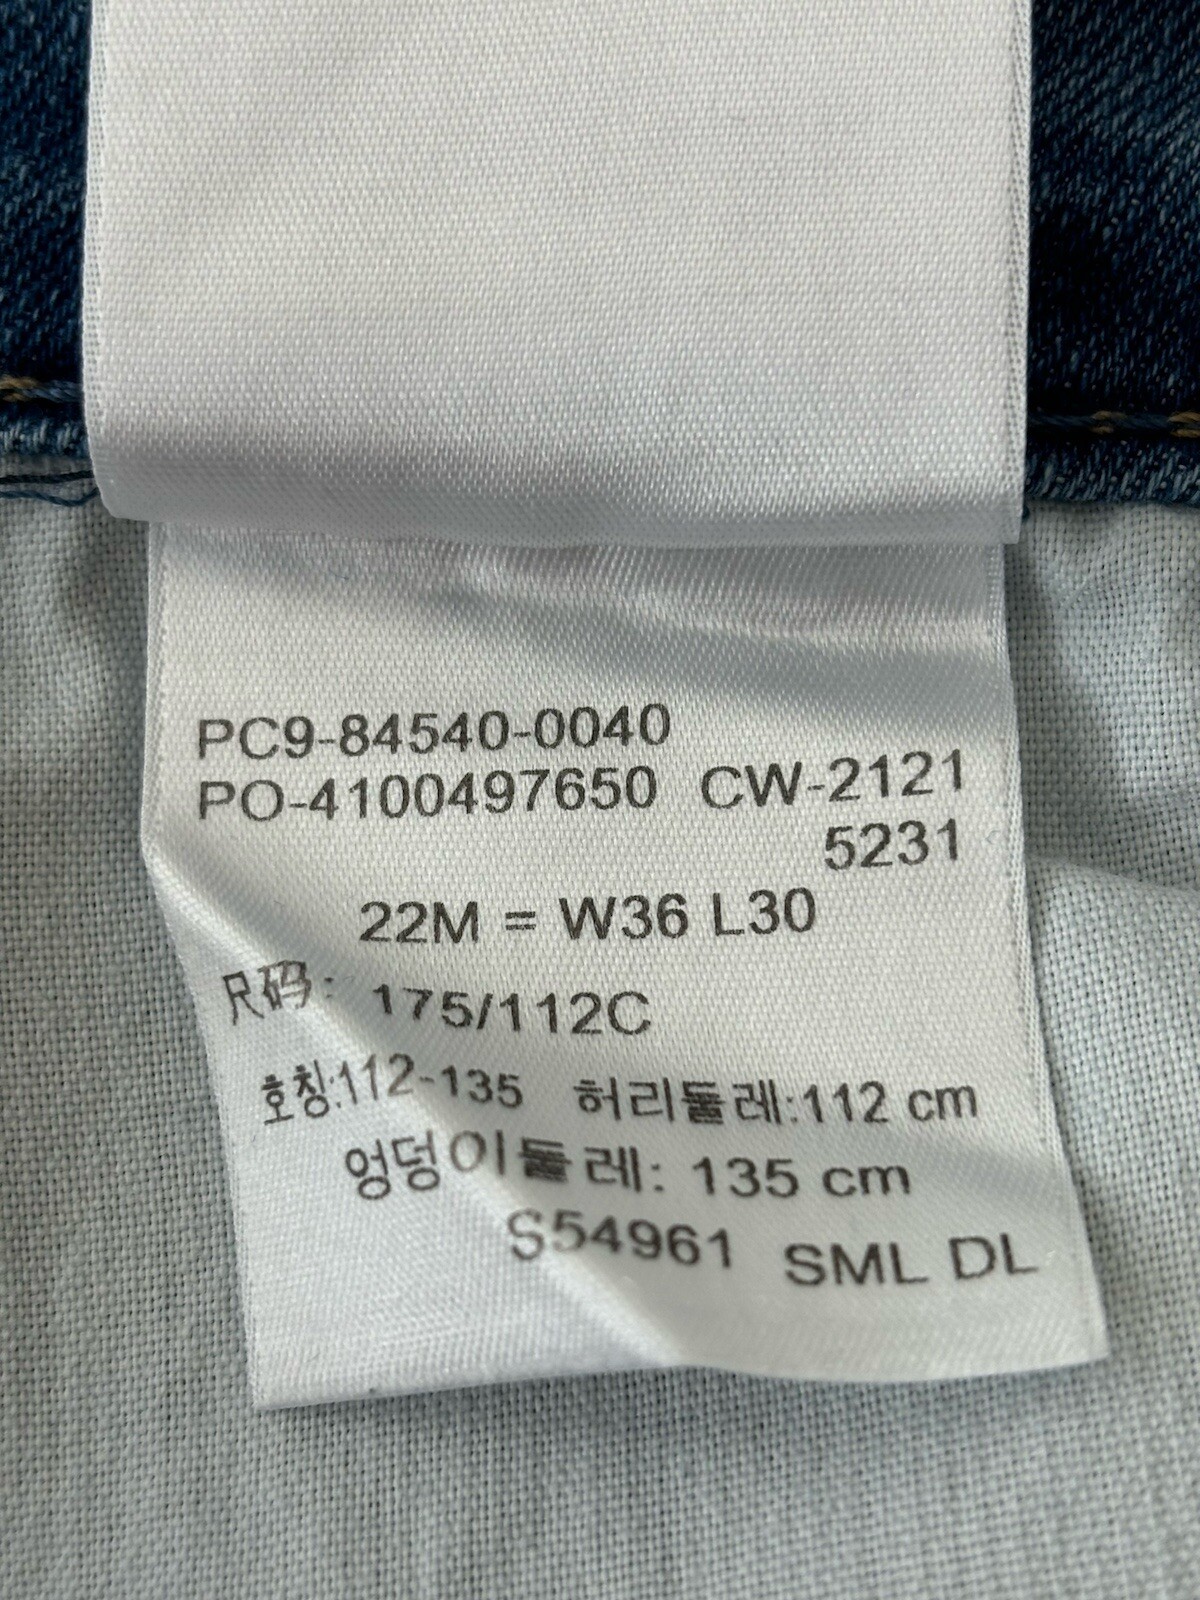 PC9-84540-0040
PO-4100497650 CW-2121
5231
22M = W36 L30
尺码: 175/112C
호칭:112-135 허리둘레:112 cm
엉덩이둘레: 135 cm
S54961 SML DL